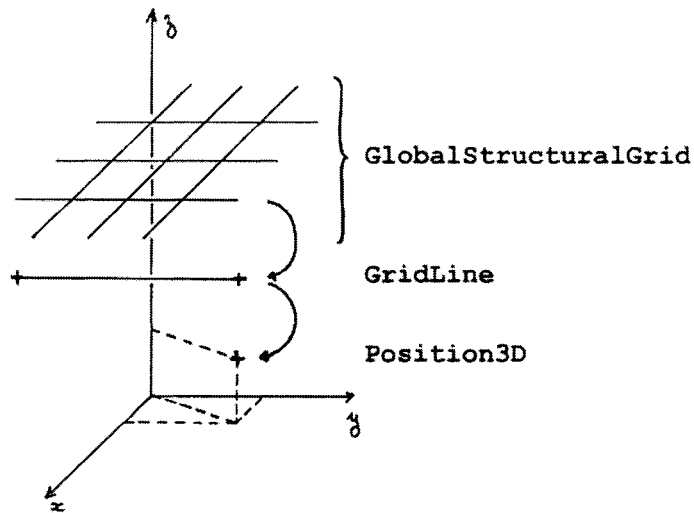 z
GlobalStructuralGrid
GridLine
Position3D
y
x